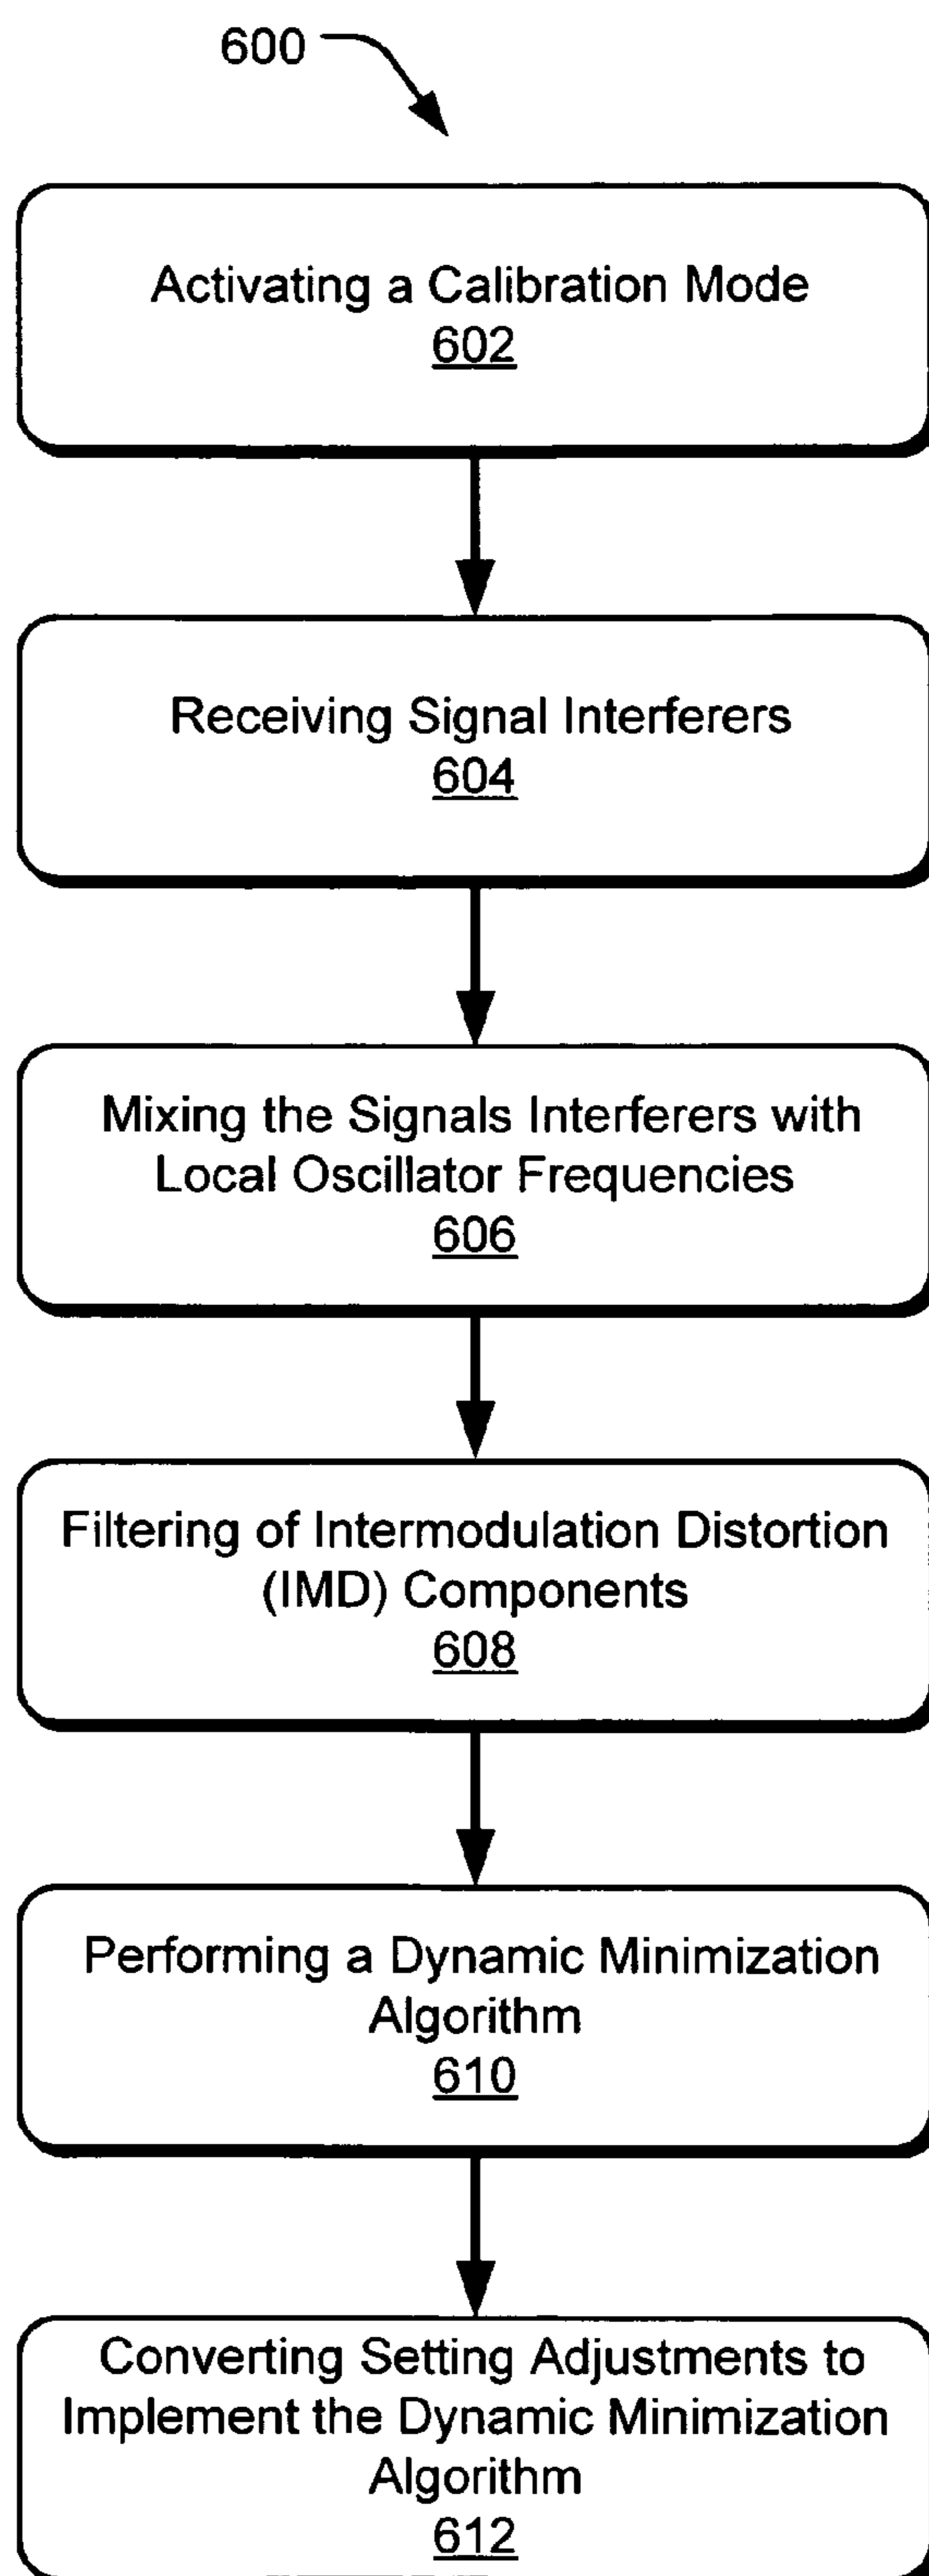 600
Activating a Calibration Mode
602
Receiving Signal Interferers
604
Mixing the Signals Interferers with
Local Oscillator Frequencies
606
Filtering of Intermodulation Distortion
(IMD) Components
608
Performing a Dynamic Minimization
Algorithm
610
Converting Setting Adjustments to
Implement the Dynamic Minimization
Algorithm
612